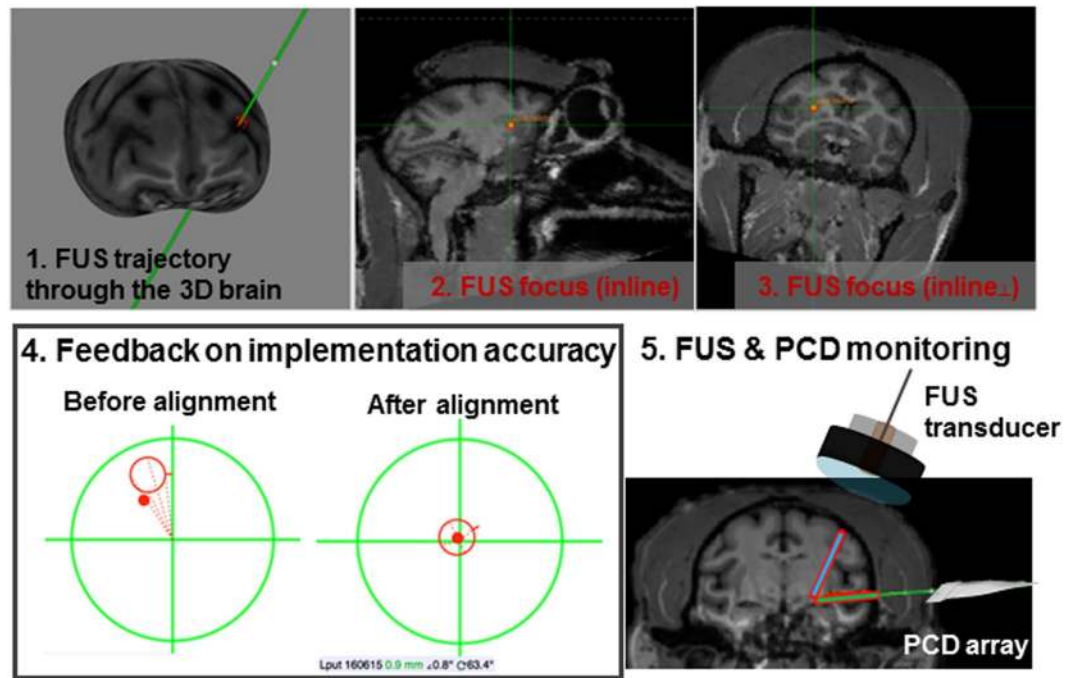 1. FUS trajectory
through the 3D brain
2. FUS focus (inline)
3. FUS focus (inline⊥)
4. Feedback on implementation accuracy
Before alignment
After alignment
Lput 160615 0.9 mm ∠0.8° ↻63.4°
5. FUS & PCD monitoring
FUS
transducer
PCD array